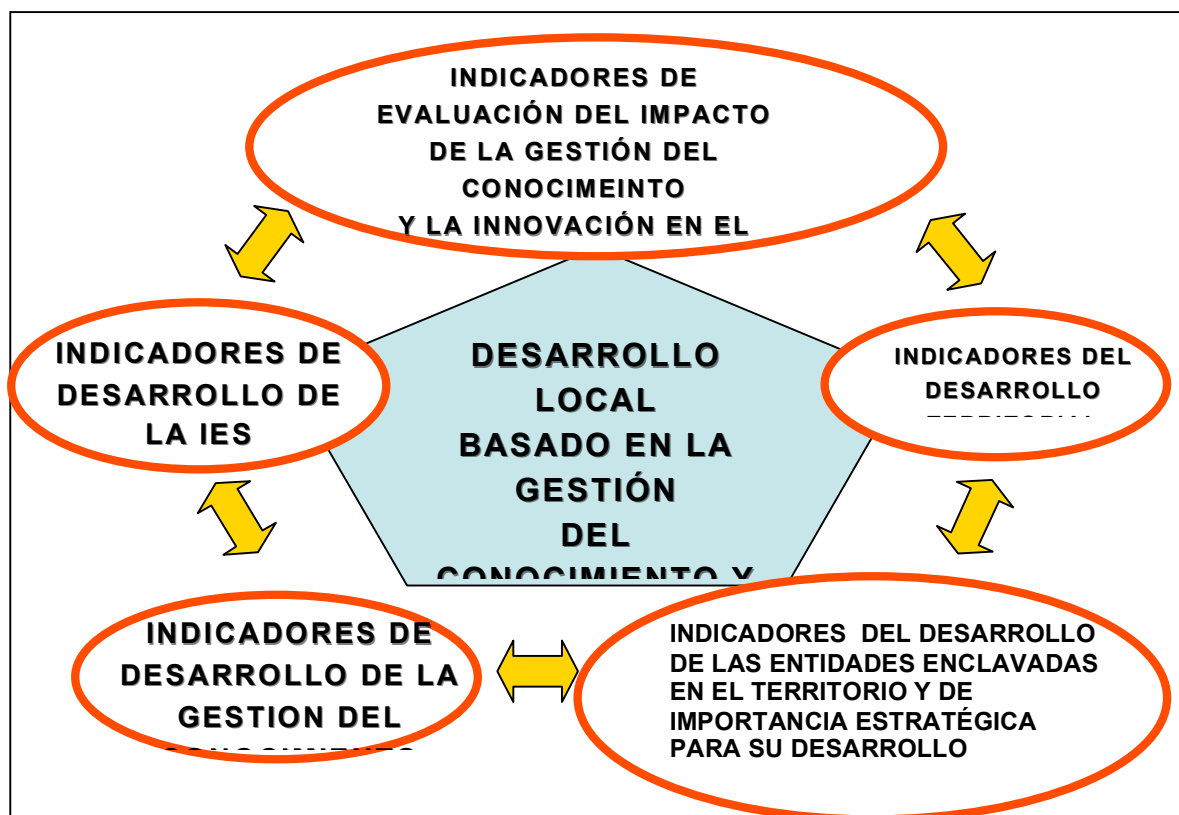 INDICADORES DE
EVALUACIÓN DEL IMPACTO
DE LA GESTIÓN DEL
CONOCIMEINTO
Y LA INNOVACIÓN EN EL
INDICADORES DE
DESARROLLO DE
LA IES
DESARROLLO
LOCAL
BASADO EN LA
GESTIÓN
DEL
CONOCIMIENTO Y
INDICADORES DEL
DESARROLLO
INDICADORES DE
DESARROLLO DE LA
GESTION DEL
INDICADORES DEL DESARROLLO
DE LAS ENTIDADES ENCLAVADAS
EN EL TERRITORIO Y DE
IMPORTANCIA ESTRATÉGICA
PARA SU DESARROLLO